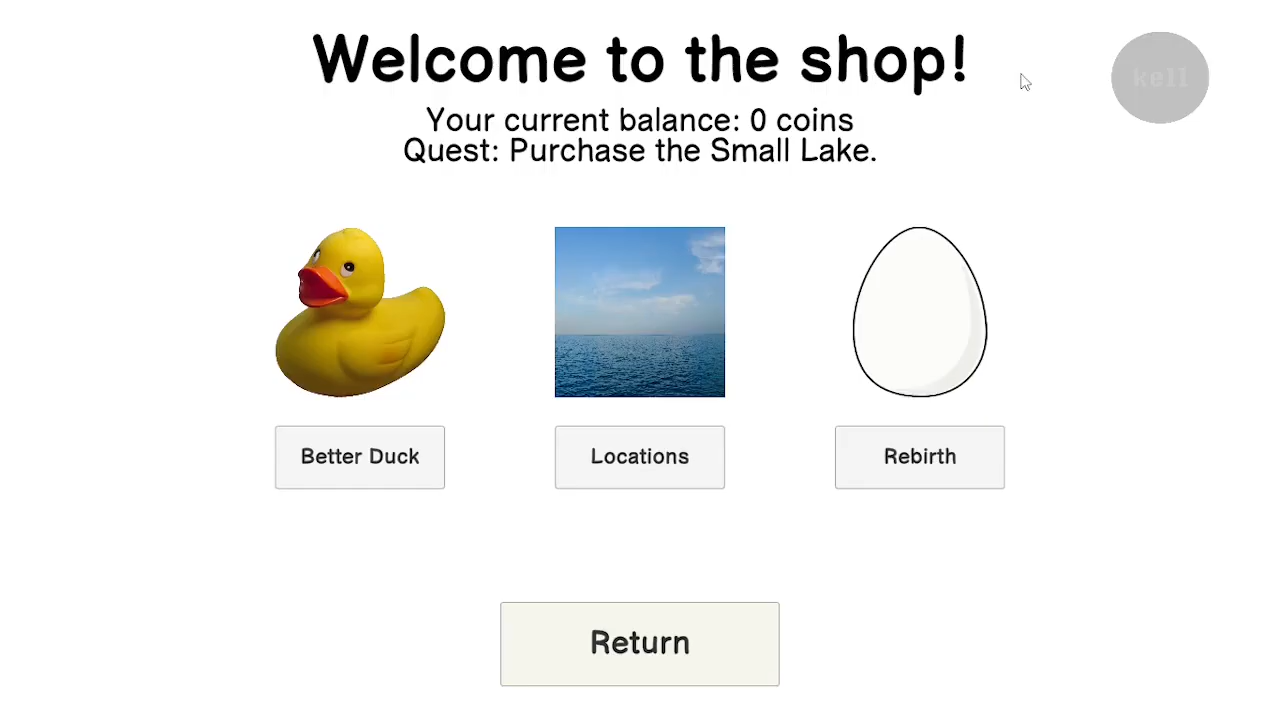 Welcome to the shop!
kell
Your current balance: 0 coins
Quest: Purchase the Small Lake.
Better Duck
Locations
Rebirth
Return